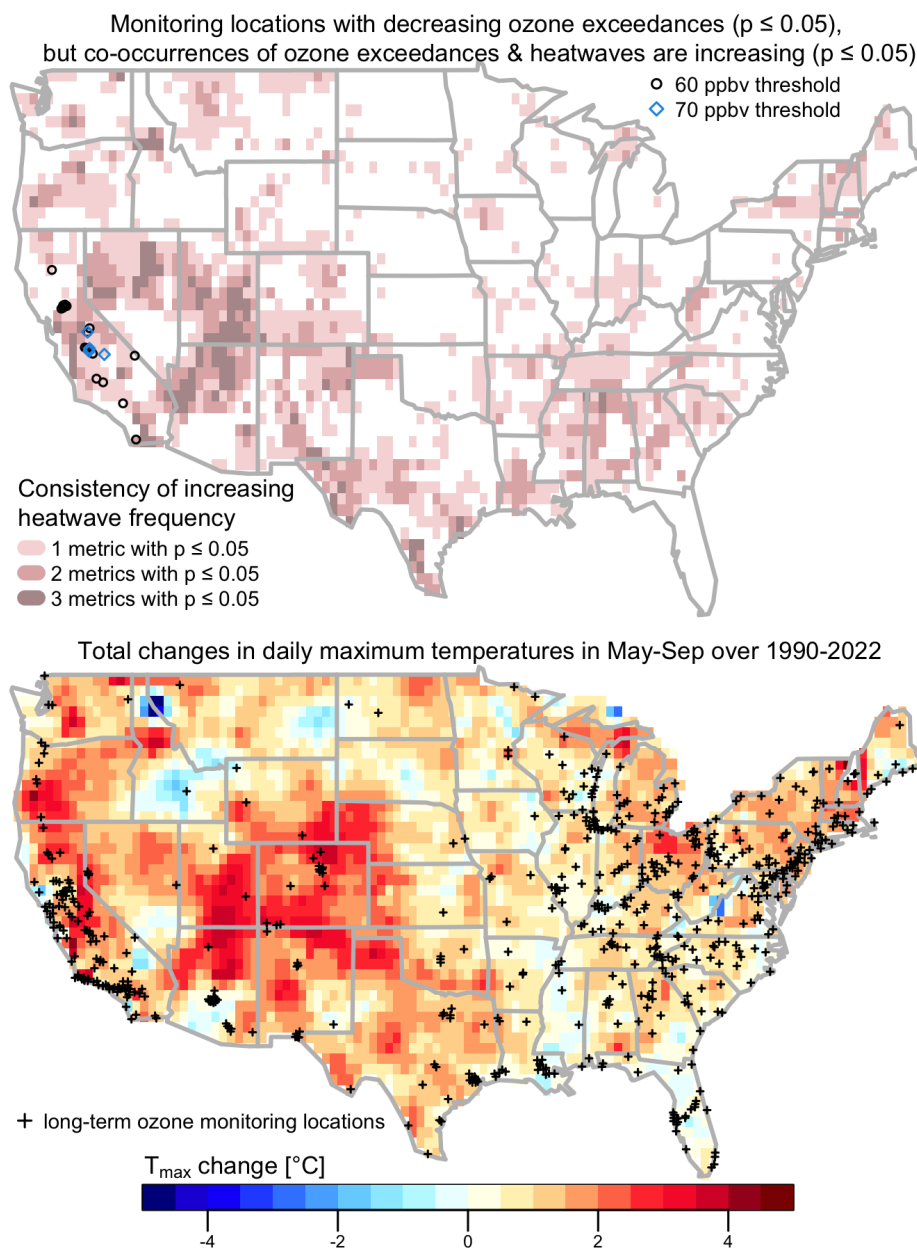 Monitoring locations with decreasing ozone exceedances (p ≤ 0.05),
but co-occurrences of ozone exceedances & heatwaves are increasing (p ≤ 0.05)
60 ppbv threshold
70 ppbv threshold
Consistency of increasing
heatwave frequency
1 metric with p ≤ 0.05
2 metrics with p ≤ 0.05
3 metrics with p ≤ 0.05
Total changes in daily maximum temperatures in May-Sep over 1990-2022
+ long-term ozone monitoring locations
Tmax change [°C]
-4 -2 0 2 4